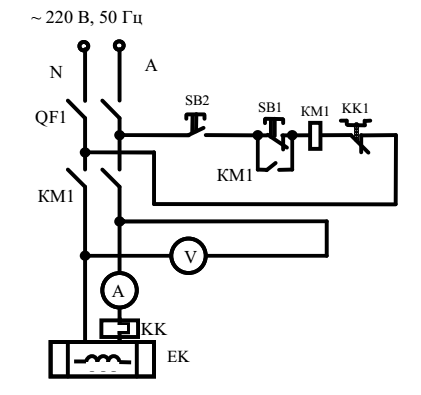 ~ 220 В, 50 Гц
N
A
QF1
SB2
SB1
KM1
KK1
KM1
KM1
V
A
KK
EK